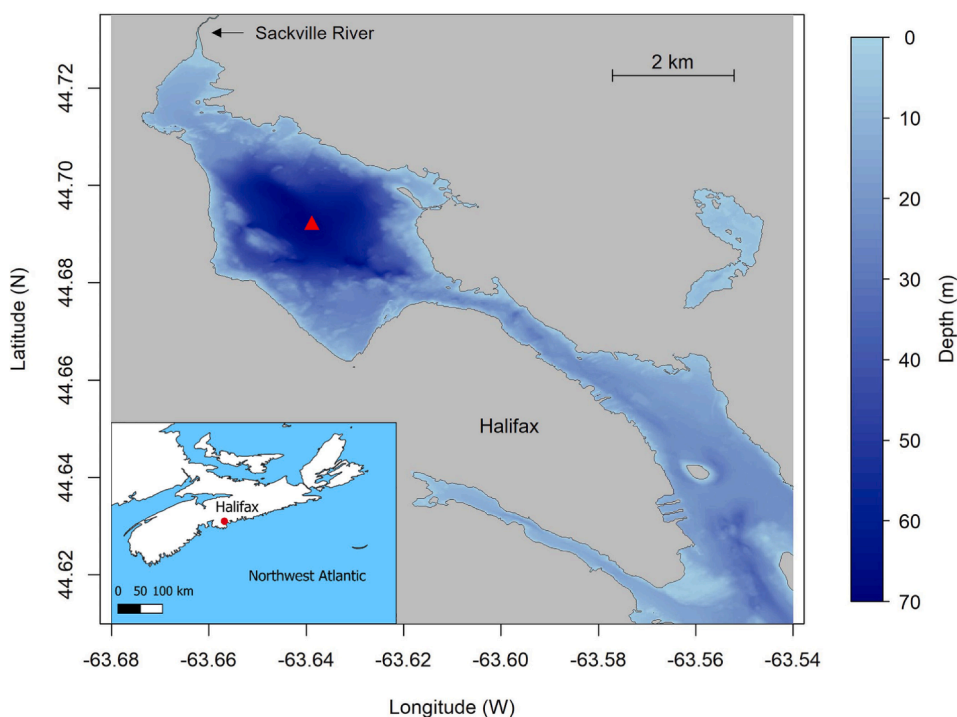 Sackville River
2 km
Halifax
Halifax
Northwest Atlantic
0 50 100 km
44.72
44.70
44.68
44.66
44.64
44.62
Latitude (N)
-63.68 -63.66 -63.64 -63.62 -63.60 -63.58 -63.56 -63.54
Longitude (W)
0
10
20
30
40
50
60
70
Depth (m)